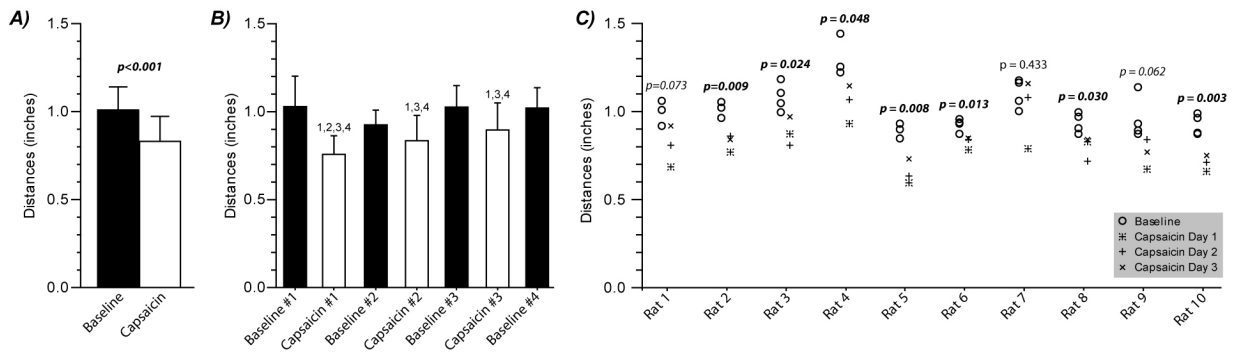 A)
Distances (inches)
1.5
1.0
0.5
0.0
p<0.001
Baseline
Capsaicin
B)
Distances (inches)
1.5
1.0
0.5
0.0
1,2,3,4
1,3,4
1,3,4
Baseline #1
Capsaicin #1
Baseline #2
Capsaicin #2
Baseline #3
Capsaicin #3
Baseline #4
C)
Distances (inches)
1.5
1.0
0.5
0.0
p=0.073
p=0.009
p = 0.024
p = 0.048
p = 0.008
p = 0.013
p = 0.433
p = 0.030
p = 0.062
p = 0.003
Baseline
Capsaicin Day 1
Capsaicin Day 2
Capsaicin Day 3
Rat 1
Rat 2
Rat 3
Rat 4
Rat 5
Rat 6
Rat 7
Rat 8
Rat 9
Rat 10